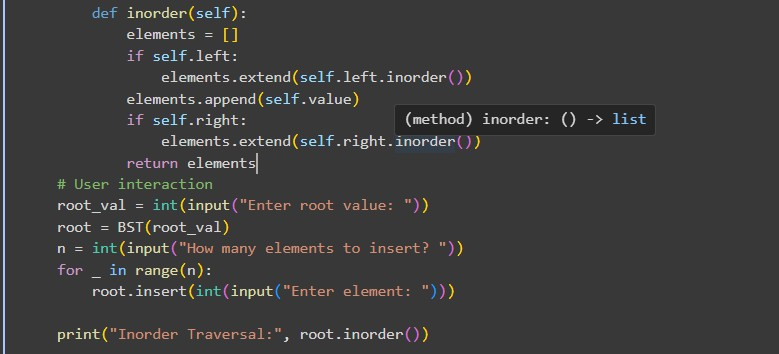 def inorder(self):
    elements = []
    if self.left:
        elements.extend(self.left.inorder())
    elements.append(self.value)
    if self.right:
(method) inorder: () -> list
        elements.extend(self.right.inorder())
    return elements
# User interaction
root_val = int(input("Enter root value: "))
root = BST(root_val)
n = int(input("How many elements to insert? "))
for _ in range(n):
    root.insert(int(input("Enter element: ")))
print("Inorder Traversal:", root.inorder())